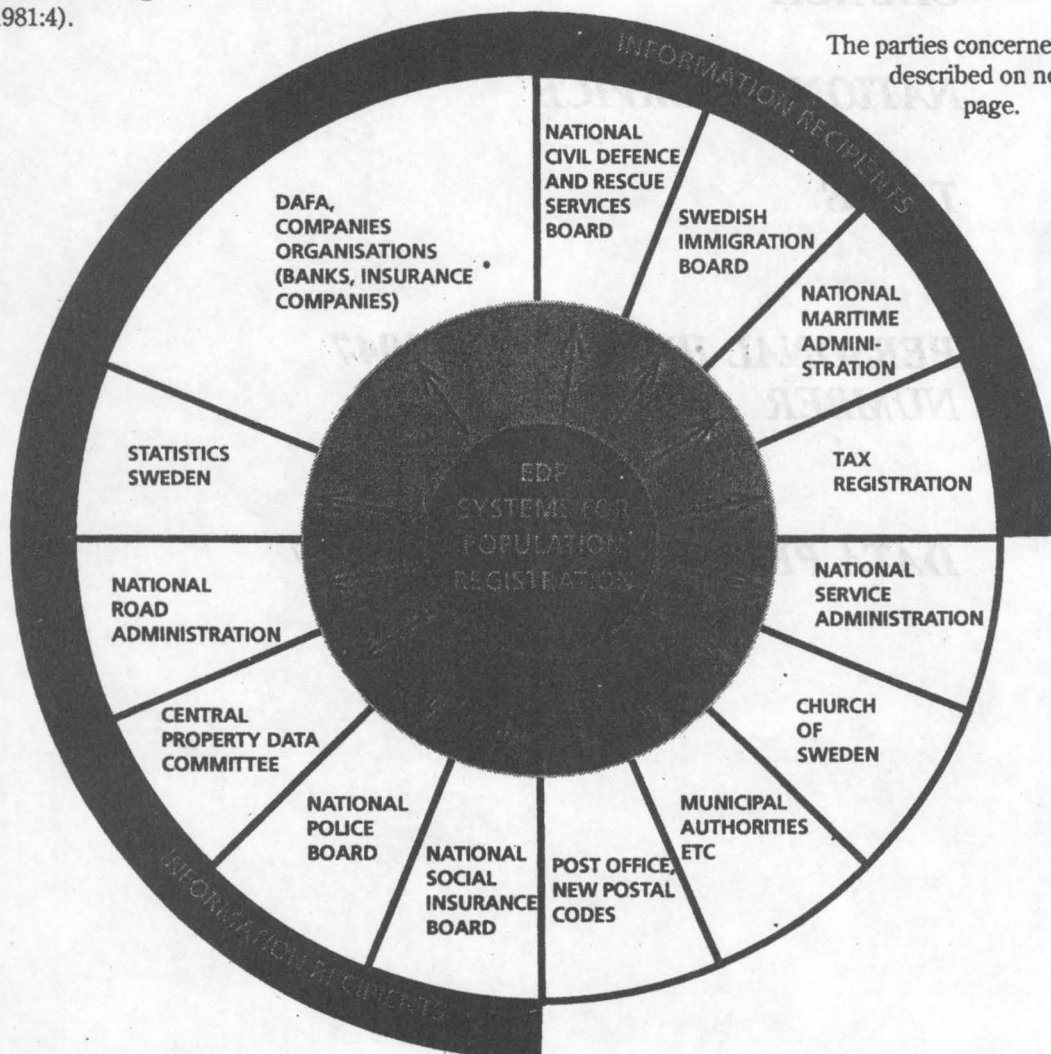 1981:4).
The parties concerne
described on ne
page.
INFORMATION RECIPIENTS
NATIONAL
CIVIL DEFENCE
AND RESCUE
SERVICES
BOARD
SWEDISH
IMMIGRATION
BOARD
NATIONAL
MARITIME
ADMINI-
STRATION
TAX
REGISTRATION
NATIONAL
SERVICE
ADMINISTRATION
CHURCH
OF
SWEDEN
MUNICIPAL
AUTHORITIES
ETC
POST OFFICE,
NEW POSTAL
CODES
NATIONAL
SOCIAL
INSURANCE
BOARD
NATIONAL
POLICE
BOARD
CENTRAL
PROPERTY DATA
COMMITTEE
NATIONAL
ROAD
ADMINISTRATION
STATISTICS
SWEDEN
DAFA,
COMPANIES
ORGANISATIONS
(BANKS, INSURANCE
COMPANIES)
EDP
SYSTEMS FOR
POPULATION
REGISTRATION
INFORMATION RECIPIENTS